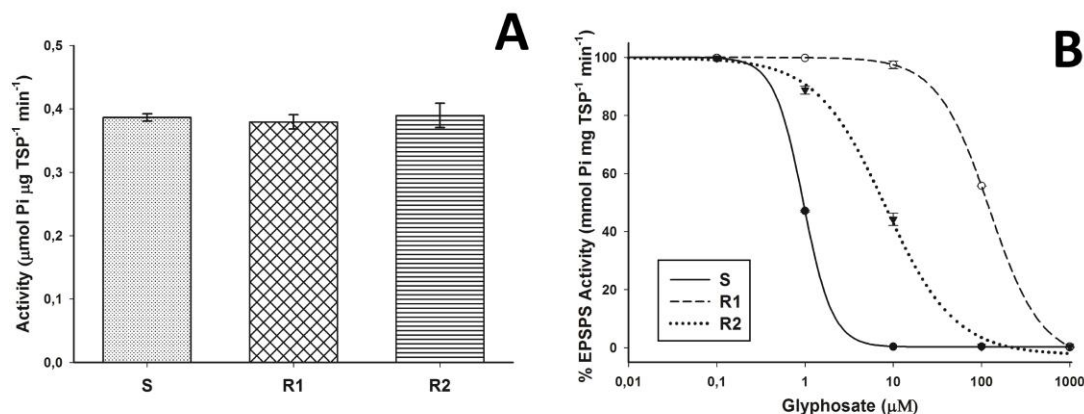 A
0,5
0,4
0,3
0,2
0,1
0,0
Activity (μmol Pi μg TSP⁻¹ min⁻¹)
S R1 R2
B
100
80
60
40
20
0
% EPSPS Activity (mmol Pi mg TSP⁻¹ min⁻¹)
S
R1
R2
0,01 0,1 1 10 100 1000
Glyphosate (μM)